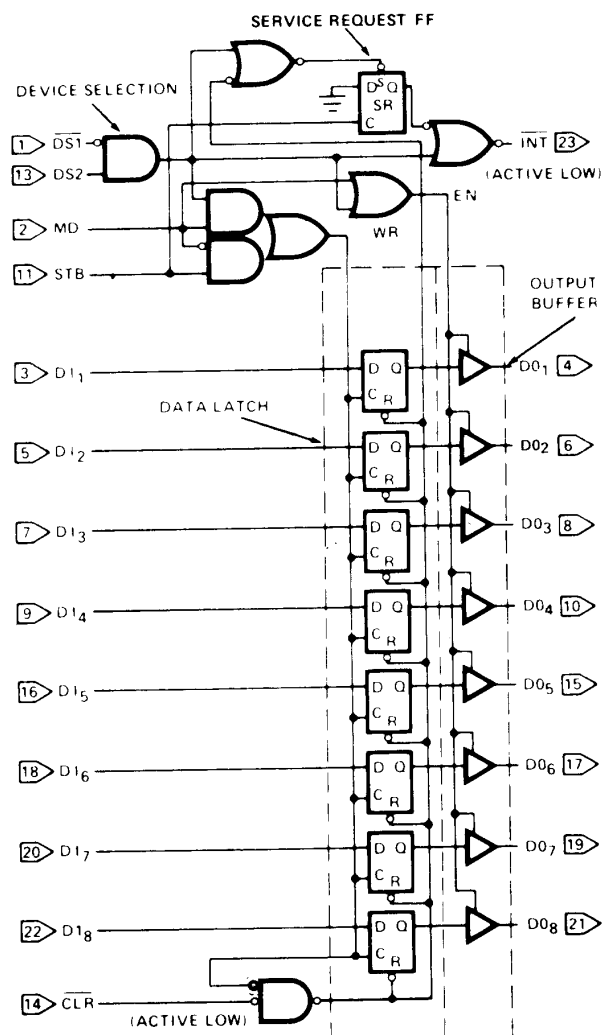 SERVICE REQUEST FF
DEVICE SELECTION
D S Q
SR
C
1 DS1
13 DS2
INT 23
(ACTIVE LOW)
2 MD
EN
WR
11 STB
OUTPUT
BUFFER
3 DI1
D Q
C R
DO1 4
DATA LATCH
5 DI2
D Q
C R
DO2 6
7 DI3
D Q
C R
DO3 8
9 DI4
D Q
C R
DO4 10
16 DI5
D Q
C R
DO5 15
18 DI6
D Q
C R
DO6 17
20 DI7
D Q
C R
DO7 19
22 DI8
D Q
C R
DO8 21
14 CLR
(ACTIVE LOW)